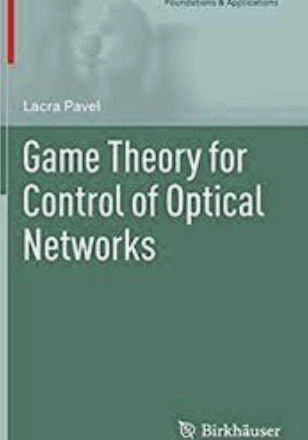 Foundations & Applications
Lacra Pavel
Game Theory for
Control of Optical
Networks
Birkhäuser